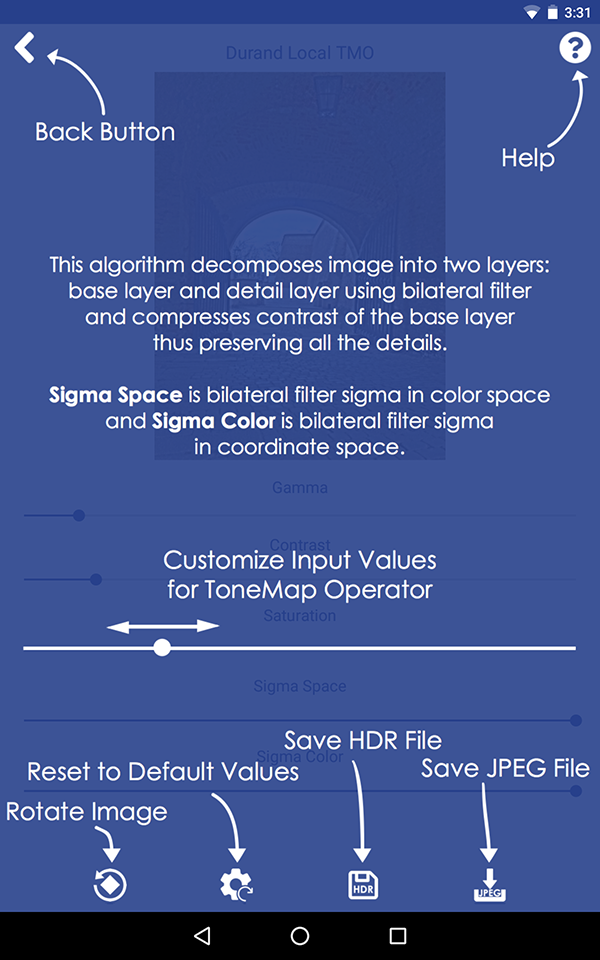 3:31
Durand Local TMO
Back Button
Help
This algorithm decomposes image into two layers:
base layer and detail layer using bilateral filter
and compresses contrast of the base layer
thus preserving all the details.
Sigma Space is bilateral filter sigma in color space
and Sigma Color is bilateral filter sigma
in coordinate space.
Gamma
Contrast
Customize Input Values
for ToneMap Operator
Saturation
Sigma Space
Save HDR File
Sigma Color
Save JPEG File
Reset to Default Values
Rotate Image
HDR
JPEG